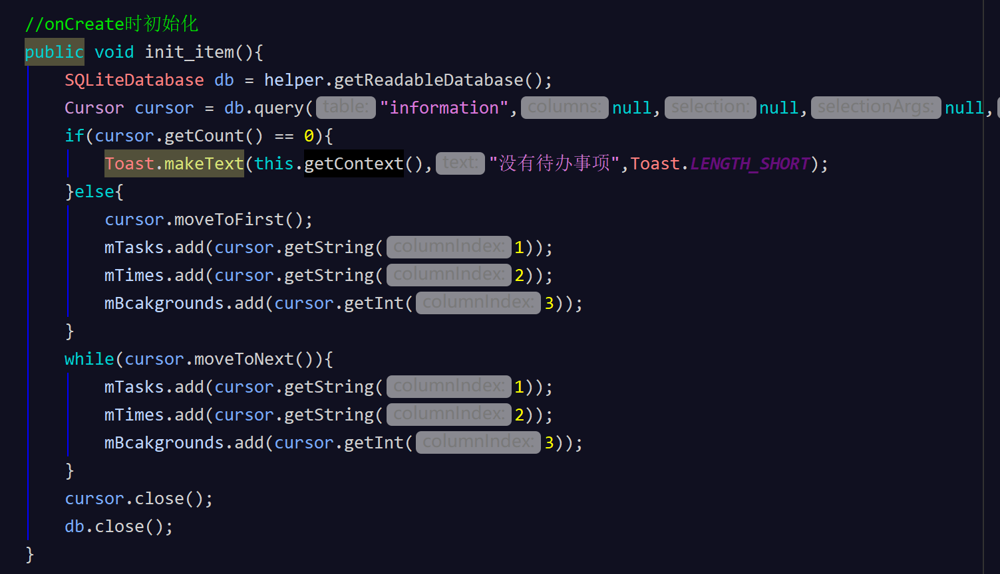 //onCreate时初始化
public void init_item(){
SQLiteDatabase db = helper.getReadableDatabase();
Cursor cursor = db.query( table: "information", columns: null, selection: null, selectionArgs: null,
if(cursor.getCount() == 0){
Toast.makeText(this.getContext(), text: "没有待办事项",Toast.LENGTH_SHORT);
}else{
cursor.moveToFirst();
mTasks.add(cursor.getString( columnIndex: 1));
mTimes.add(cursor.getString( columnIndex: 2));
mBcakgrounds.add(cursor.getInt( columnIndex: 3));
}
while(cursor.moveToNext()){
mTasks.add(cursor.getString( columnIndex: 1));
mTimes.add(cursor.getString( columnIndex: 2));
mBcakgrounds.add(cursor.getInt( columnIndex: 3));
}
cursor.close();
db.close();
}